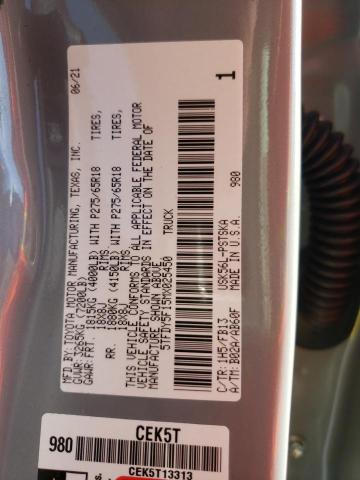 MFD.BY:TOYOTA MOTOR MANUFACTURING, TEXAS, INC. 06/21
GVWR:3265KG(7200LB)
GAWR:FRT. 1815KG (4000LB) WITH P275/65R18 TIRES,
18X8J RIMS
RR. 1880KG (4150LB) WITH P275/65R18 TIRES,
18X8J RIMS
THIS VEHICLE CONFORMS TO ALL APPLICABLE FEDERAL MOTOR
VEHICLE SAFETY STANDARDS IN EFFECT ON THE DATE OF
MANUFACTURE SHOWN ABOVE.
5TFDY5F15MX025450 TRUCK
980
C/TR: 1H5/FB13 USK56L-PSTSKA
A/TM: B02A/AB60F MADE IN U.S.A.
1
980
CEK5T
CEK5T13313